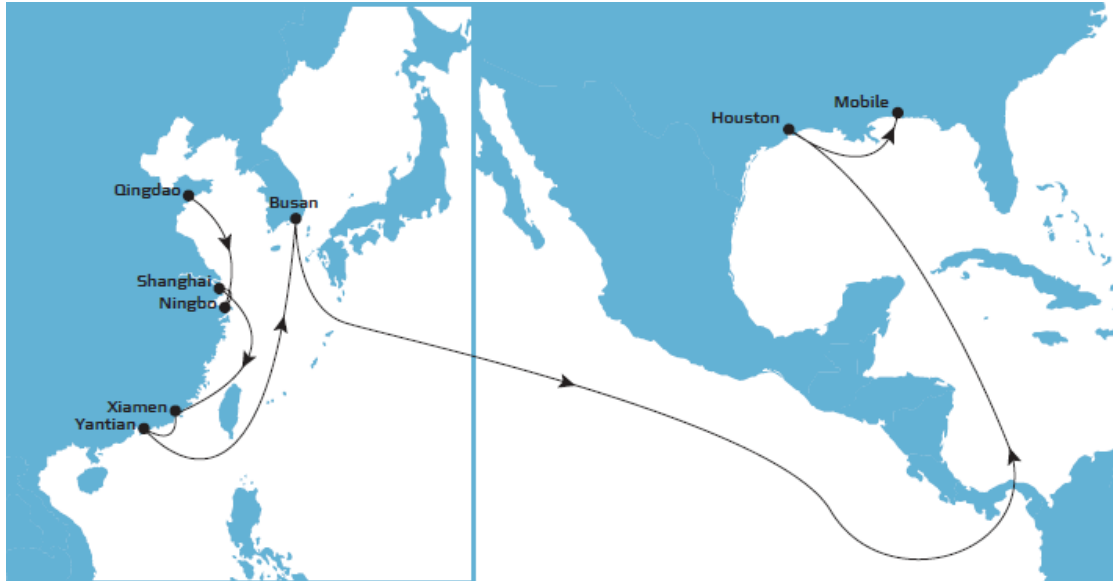 Qingdao
Busan
Shanghai
Ningbo
Xiamen
Yantian
Mobile
Houston